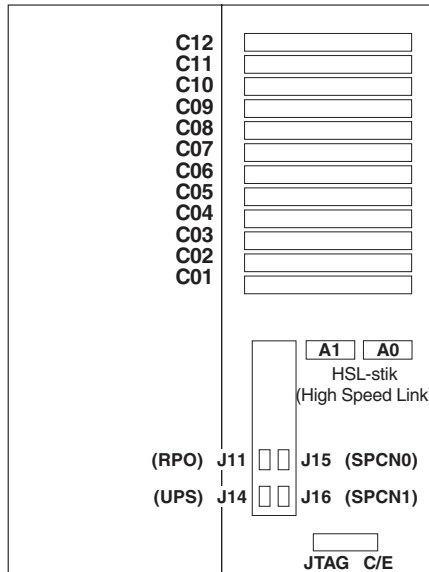 C12
C11
C10
C09
C08
C07
C06
C05
C04
C03
C02
C01
A1 A0
HSL-stik
(High Speed Link)
(RPO) J11 J15 (SPCN0)
(UPS) J14 J16 (SPCN1)
JTAG C/E